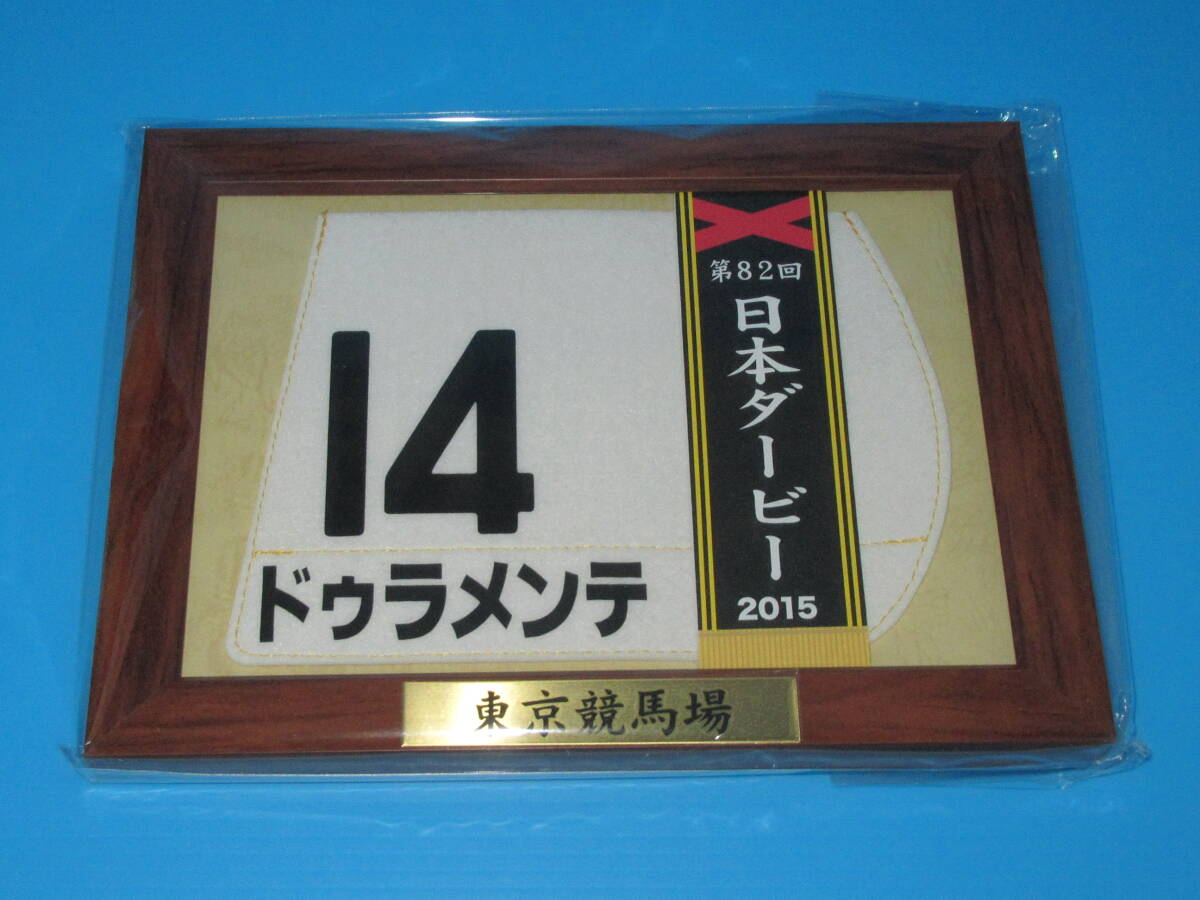 第82回
日本ダービー
2015
14
ドゥラメンテ
東京競馬場